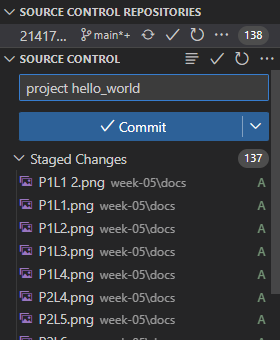 SOURCE CONTROL REPOSITORIES
21417... main*+ 138
SOURCE CONTROL
project hello_world
Commit
Staged Changes 137
P1L1 2.png week-05\docs A
P1L1.png week-05\docs A
P1L2.png week-05\docs A
P1L3.png week-05\docs A
P1L4.png week-05\docs A
P2L4.png week-05\docs A
P2L5.png week-05\docs A